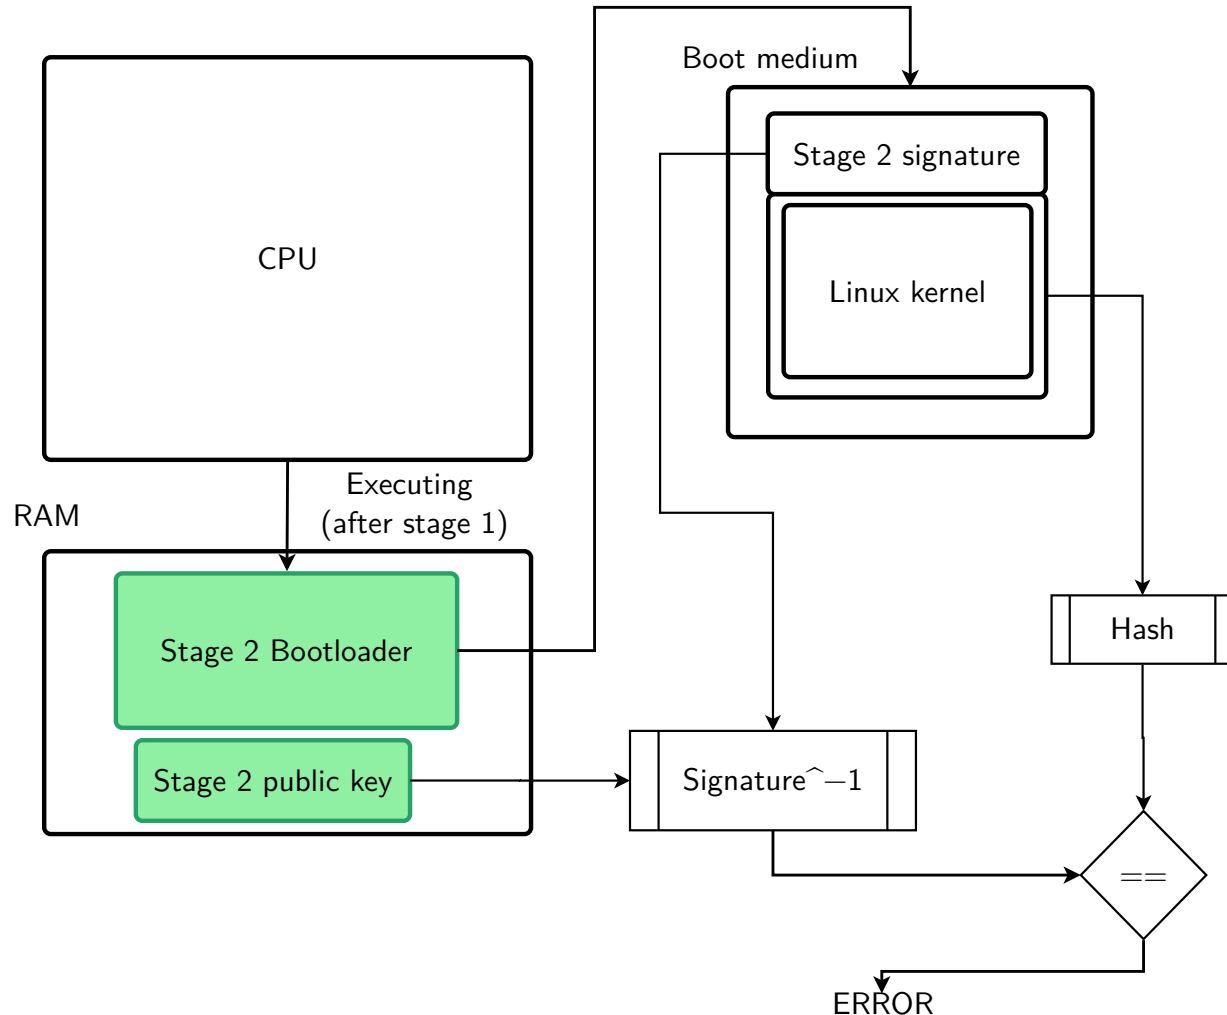 Boot medium
Stage 2 signature
CPU
Linux kernel
Executing
(after stage 1)
RAM
Hash
Stage 2 Bootloader
Stage 2 public key
Signature^−1
==
ERROR